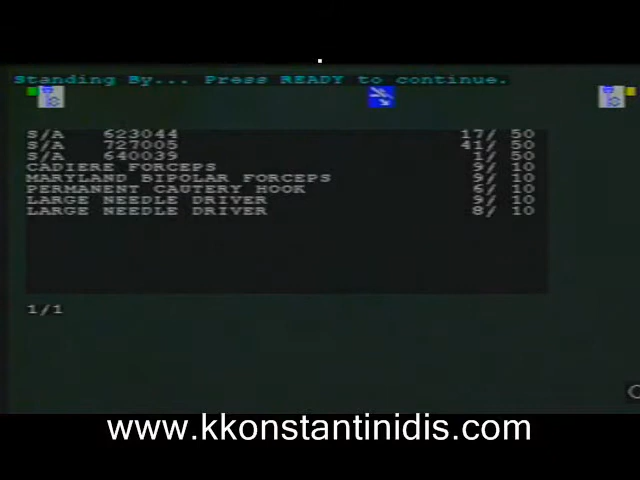 Standing By... Press READY to continue.
S/A 623044 17/ 50
S/A 727005 41/ 50
S/A 640039 1/ 50
CADIERE FORCEPS 9/ 10
MARYLAND BIPOLAR FORCEPS 9/ 10
PERMANENT CAUTERY HOOK 6/ 10
LARGE NEEDLE DRIVER 9/ 10
LARGE NEEDLE DRIVER 8/ 10
1/1
www.kkonstantinidis.com